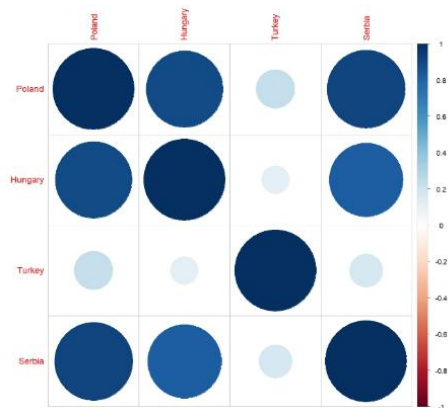 Poland
Hungary
Turkey
Serbia
Poland
Hungary
Turkey
Serbia
1
0.8
0.6
0.4
0.2
0
-0.2
-0.4
-0.6
-0.8
-1